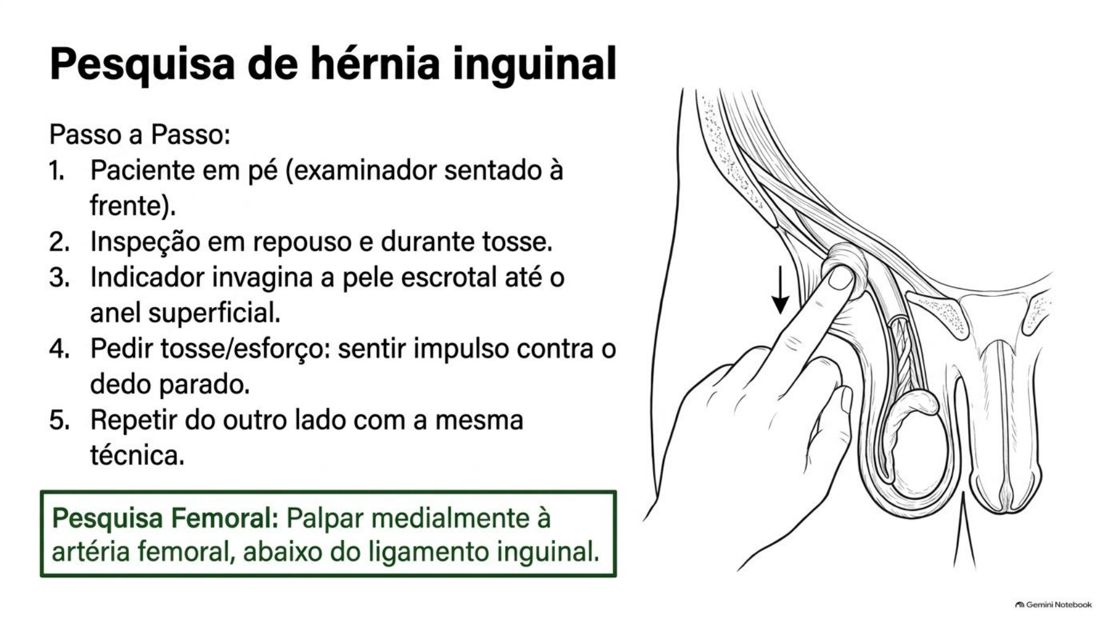 Pesquisa de hérnia inguinal
Passo a Passo:
1. Paciente em pé (examinador sentado à
frente).
2. Inspeção em repouso e durante tosse.
3. Indicador invagina a pele escrotal até o
anel superficial.
4. Pedir tosse/esforço: sentir impulso contra o
dedo parado.
5. Repetir do outro lado com a mesma
técnica.
Pesquisa Femoral: Palpar medialmente à
artéria femoral, abaixo do ligamento inguinal.
Gemini Notebook